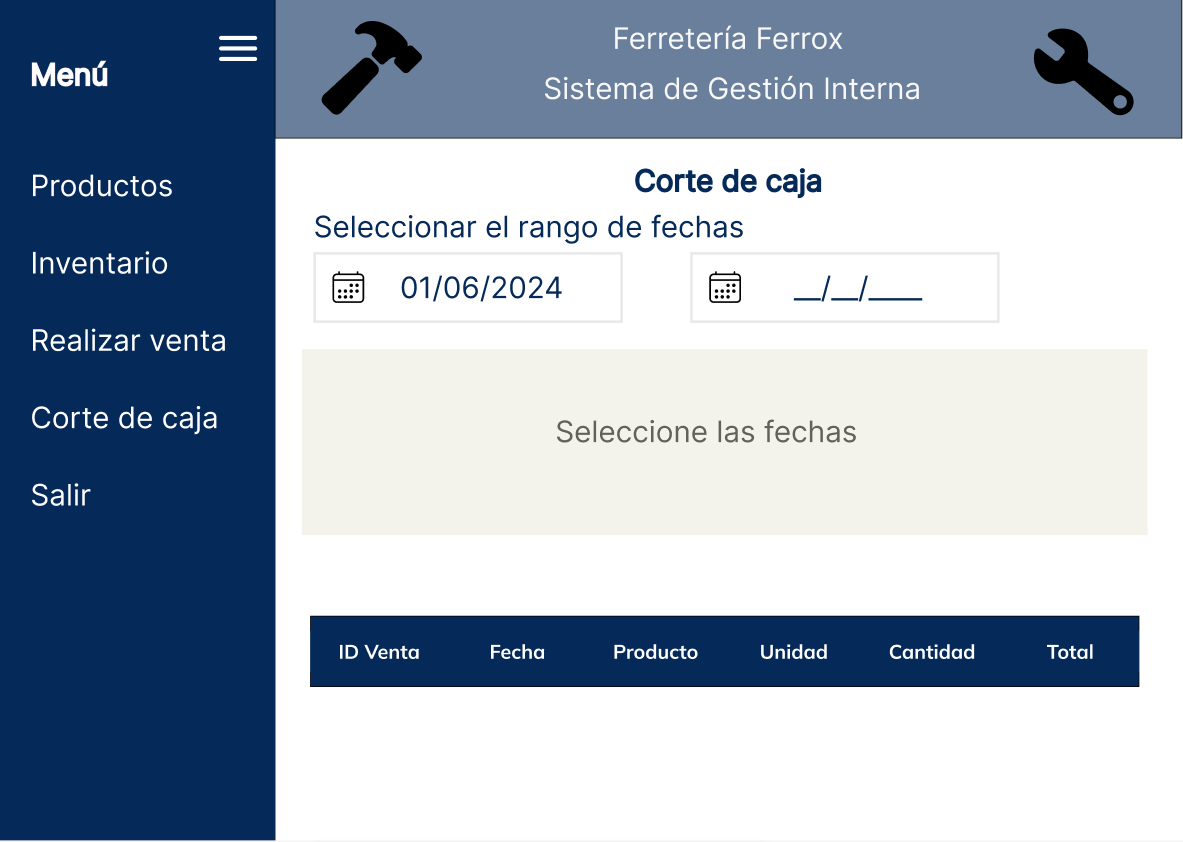 Menú
Productos
Inventario
Realizar venta
Corte de caja
Salir
Ferretería Ferrox
Sistema de Gestión Interna
Corte de caja
Seleccionar el rango de fechas
01/06/2024 __/__/____
Seleccione las fechas
ID Venta Fecha Producto Unidad Cantidad Total